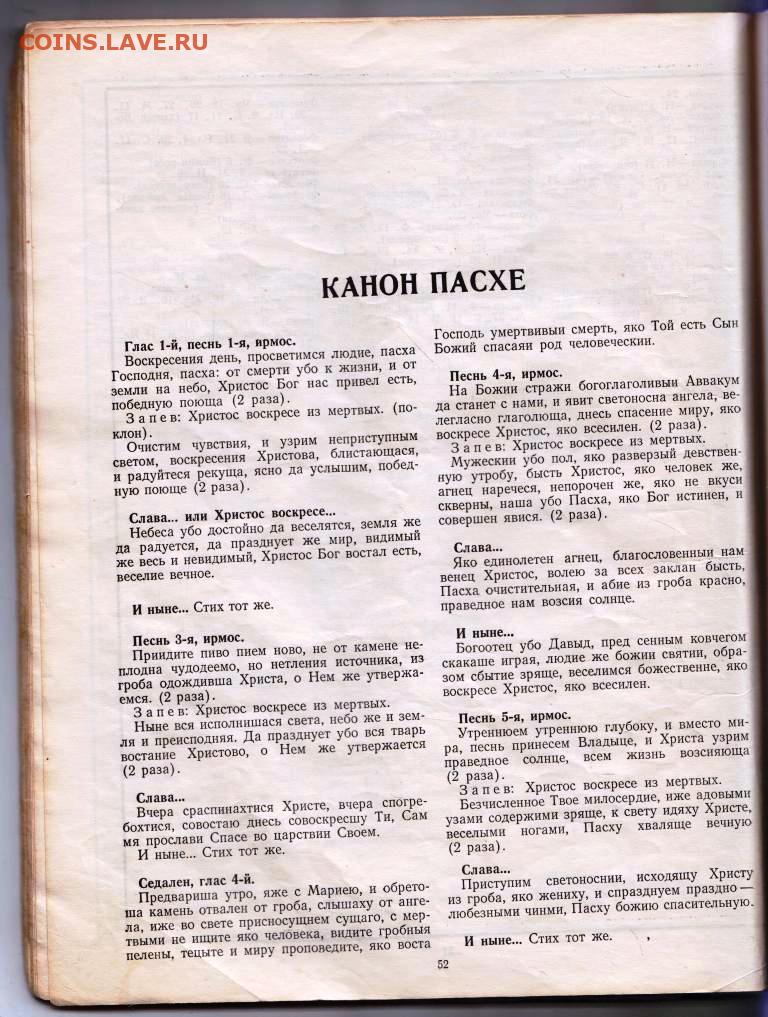 COINS.LAVE.RU
КАНОН ПАСХЕ
Глас 1-й, песнь 1-я, ирмос.
Воскресения день, просветимся людие, пасха
Господня, пасха: от смерти убо к жизни, и от
земли на небо, Христос Бог нас привел есть,
победную поюща (2 раза).
Запев: Христос воскресе из мертвых. (по-
клон).
Очистим чувствия, и узрим неприступным
светом, воскресения Христова, блистающася,
и радуйтеся рекуща, ясно да услышим, побед-
ную поюще (2 раза).
Слава... или Христос воскресе...
Небеса убо достойно да веселятся, земля же
да радуется, да празднует же мир, видимый
же весь и невидимый, Христос Бог востал есть,
веселие вечное.
И ныне... Стих тот же.
Песнь 3-я, ирмос.
Приидите пиво пием ново, не от камене не-
плодна чудодеемо, но нетления источника, из
гроба одождивша Христа, о Нем же утвержа-
емся. (2 раза).
Запев: Христос воскресе из мертвых.
Ныне вся исполнишася света, небо же и зем-
ля и преисподняя. Да празднует убо вся тварь
востание Христово, о Нем же утвержается
(2 раза).
Слава...
Вчера сраспинахтися Христе, вчера спогре-
бохтися, совостаю днесь совоскресшу Ти, Сам
мя прослави Спасе во царствии Своем.
И ныне... Стих тот же.
Седален, глас 4-й.
Предвариша утро, яже с Мариею, и обрето-
ша камень отвален от гроба, слышаху от анге-
ла, иже во свете присносущнем сущаго, с мер-
твыми не ищите яко человека, видите гробныя
пелены, тецыте и миру проповедите, яко воста
Господь умертвивыи смерть, яко Той есть Сын
Божий спасаяи род человеческии.
Песнь 4-я, ирмос.
На Божии стражи богоглаголивыи Аввакум
да станет с нами, и явит светоносна ангела, ве-
легласно глаголюща, днесь спасение миру, яко
воскресе Христос, яко всесилен. (2 раза).
Запев: Христос воскресе из мертвых.
Мужеский убо пол, яко разверзый девствен-
ную утробу, бысть Христос, яко человек же,
агнец наречеся, непорочен же, яко не вкуси
скверны, наша убо Пасха, яко Бог истинен, и
совершен явися. (2 раза).
Слава...
Яко единолетен агнец, благословенный нам
венец Христос, волею за всех заклан бысть,
Пасха очистительная, и абие из гроба красно,
праведное нам возсия солнце.
И ныне...
Богоотец убо Давыд, пред сенным ковчегом
скакаше играя, людие же божии святии, обра-
зом сбытие зряще, веселимся божественне, яко
воскресе Христос, яко всесилен.
Песнь 5-я, ирмос.
Утреннюем утреннюю глубоку, и вместо ми-
ра, песнь принесем Владыце, и Христа узрим
праведное солнце, всем жизнь возсияюща
(2 раза).
Запев: Христос воскресе из мертвых.
Безчисленное Твое милосердие, иже адовыми
узами содержими зряще, к свету идяху Христе,
веселыми ногами, Пасху хваляще вечную
(2 раза).
Слава...
Приступим светоноснии, исходящу Христу
из гроба, яко жениху, и спразднуем праздно—
любезными чинми, Пасху божию спасительную.
И ныне... Стих тот же.
52